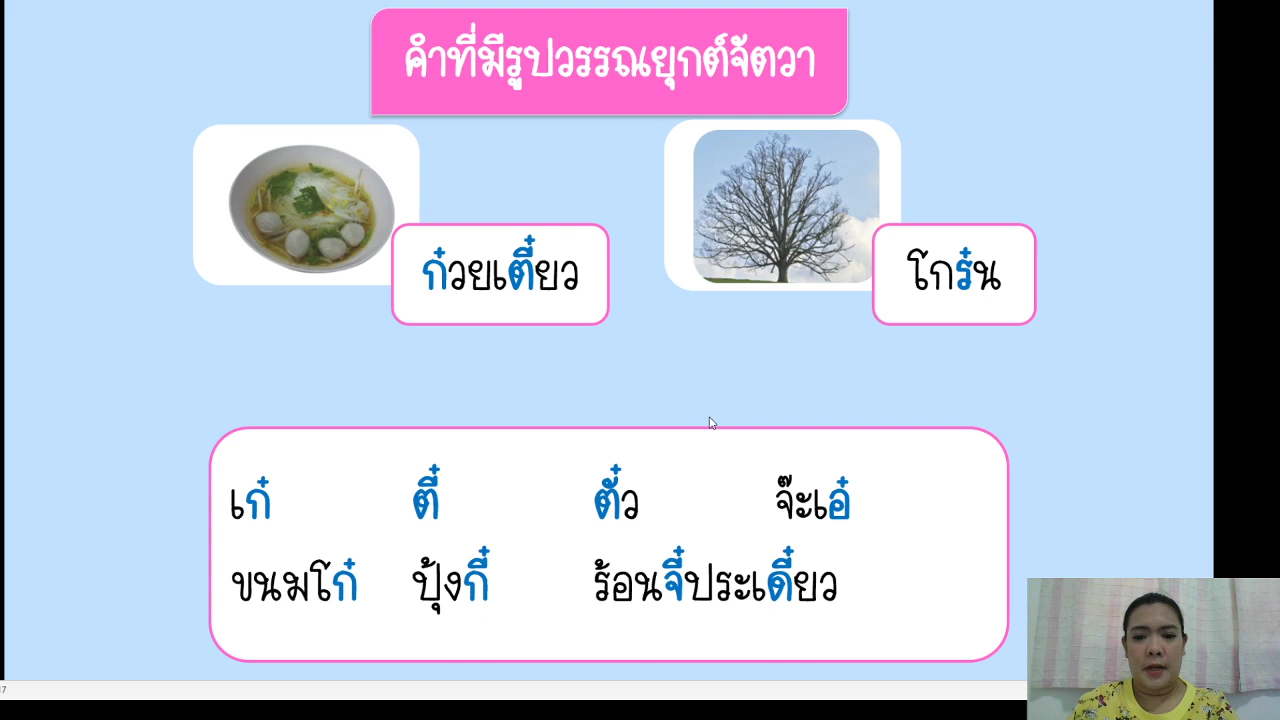 คำที่มีรูปวรรณยุกต์จัตวา
ก๋วยเตี๋ยว
โกร๋น
เก๋ ตี๋ ตั๋ว จ๊ะเอ๋
ขนมโก๋ ปุ้งกี๋ ร้อนจี๋ประเดี๋ยว
17